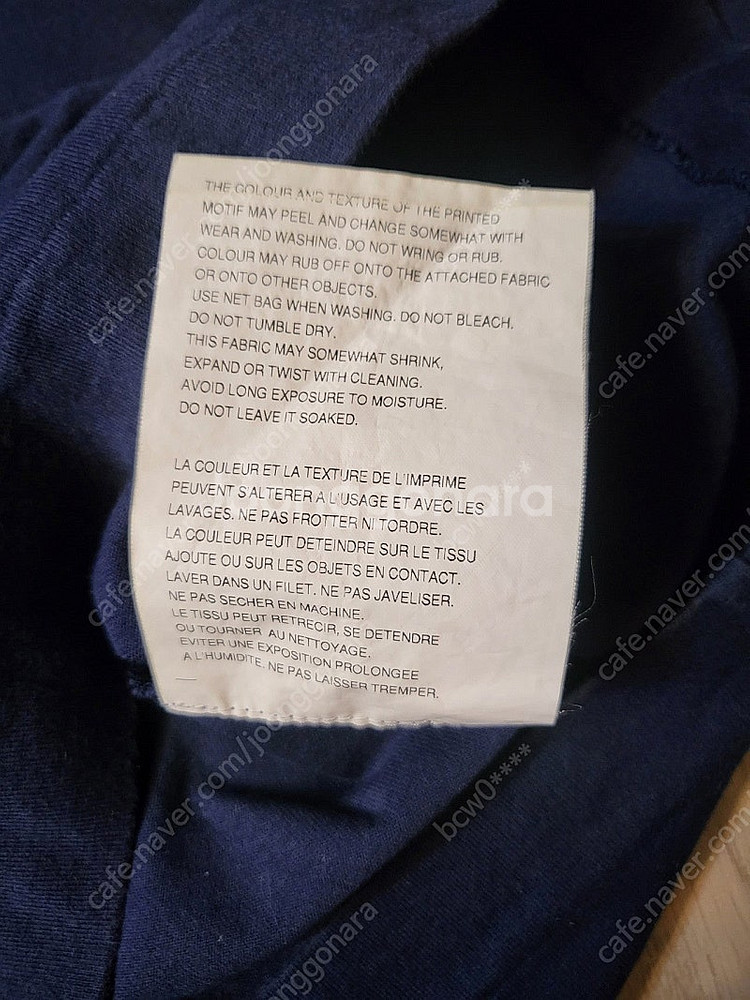 THE COLOUR AND TEXTURE OF THE PRINTED
MOTIF MAY PEEL AND CHANGE SOMEWHAT WITH
WEAR AND WASHING. DO NOT WRING OR RUB.
COLOUR MAY RUB OFF ONTO THE ATTACHED FABRIC
OR ONTO OTHER OBJECTS.
USE NET BAG WHEN WASHING. DO NOT BLEACH.
DO NOT TUMBLE DRY.
THIS FABRIC MAY SOMEWHAT SHRINK,
EXPAND OR TWIST WITH CLEANING.
AVOID LONG EXPOSURE TO MOISTURE.
DO NOT LEAVE IT SOAKED.
LA COULEUR ET LA TEXTURE DE L'IMPRIME
PEUVENT S'ALTERER A L'USAGE ET AVEC LES
LAVAGES. NE PAS FROTTER NI TORDRE.
LA COULEUR PEUT DETEINDRE SUR LE TISSU
AJOUTE OU SUR LES OBJETS EN CONTACT.
LAVER DANS UN FILET. NE PAS JAVELISER.
NE PAS SECHER EN MACHINE.
LE TISSU PEUT RETRECIR, SE DETENDRE
OU TOURNER AU NETTOYAGE.
EVITER UNE EXPOSITION PROLONGEE
A L'HUMIDITE, NE PAS LAISSER TREMPER.
cafe.naver.com/joonggonara
bcw0****